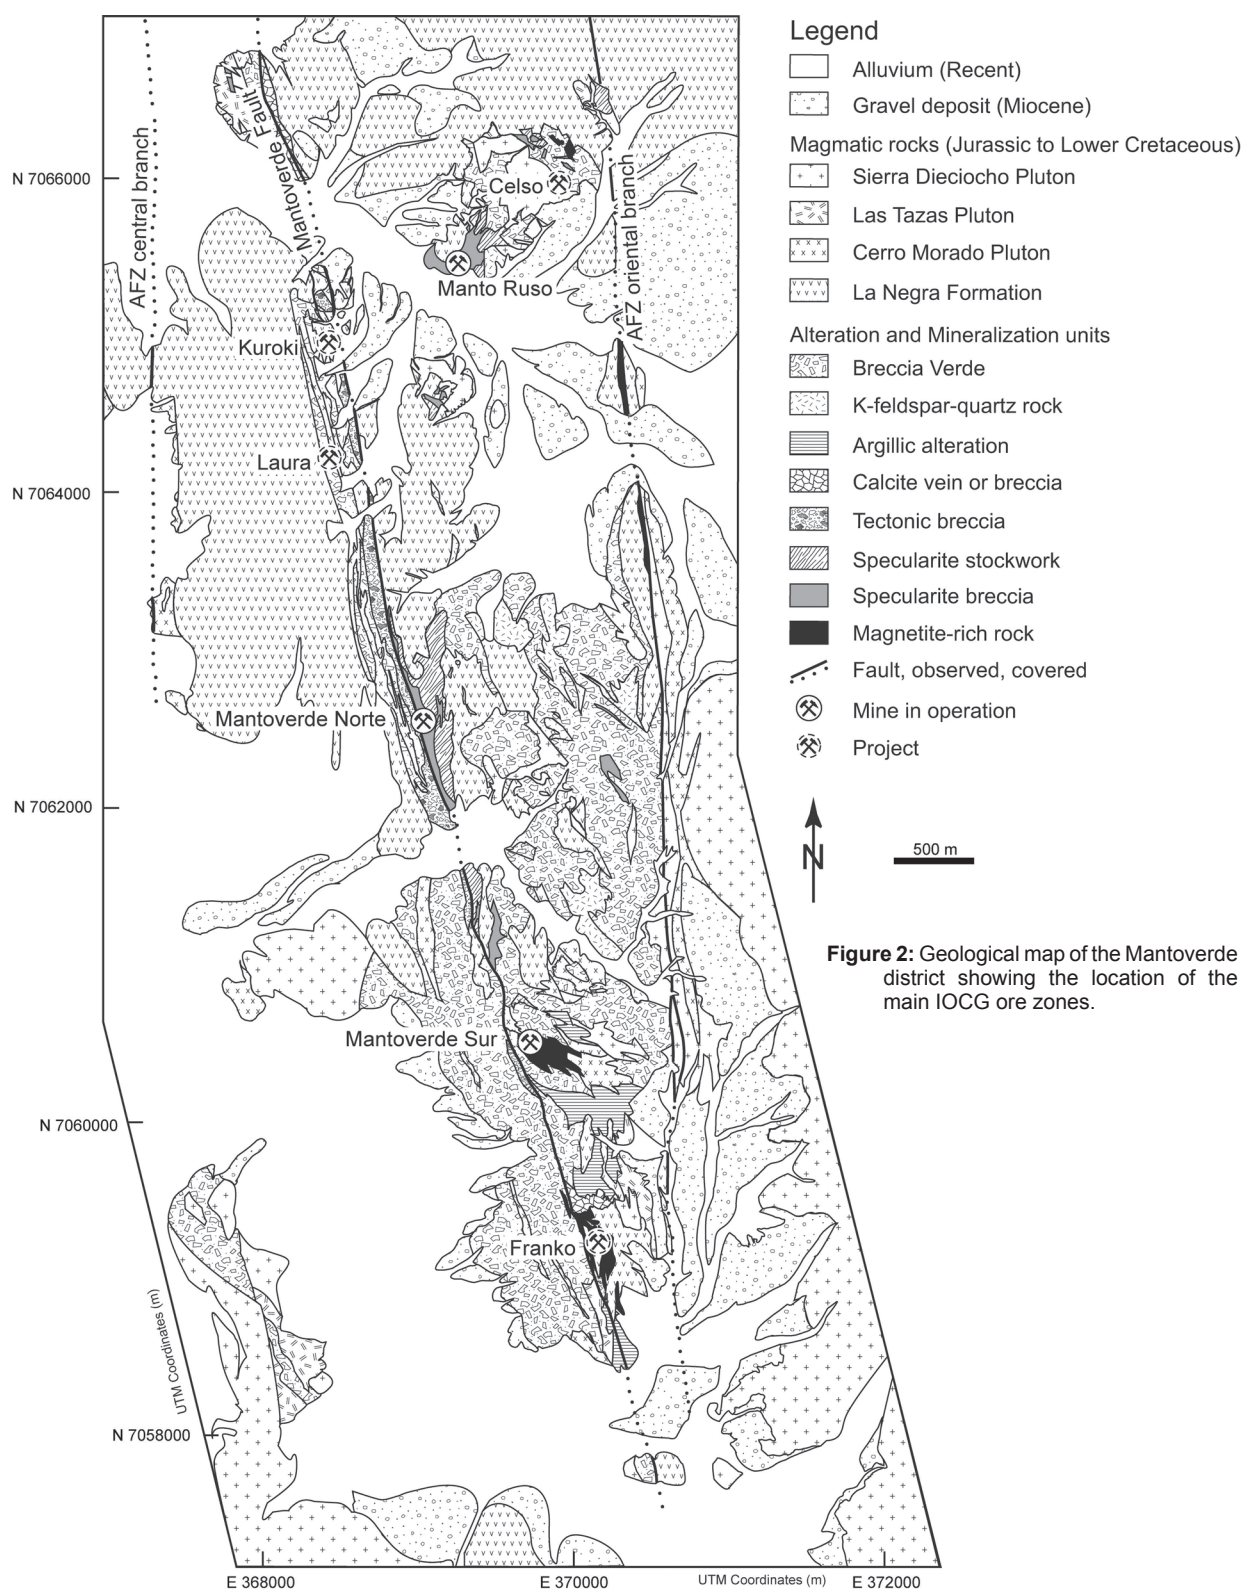 Legend
Alluvium (Recent)
Gravel deposit (Miocene)
Magmatic rocks (Jurassic to Lower Cretaceous)
Sierra Dieciocho Pluton
Las Tazas Pluton
Cerro Morado Pluton
La Negra Formation
Alteration and Mineralization units
Breccia Verde
K-feldspar-quartz rock
Argillic alteration
Calcite vein or breccia
Tectonic breccia
Specularite stockwork
Specularite breccia
Magnetite-rich rock
Fault, observed, covered
Mine in operation
Project
N
500 m
Figure 2: Geological map of the Mantoverde
district showing the location of the
main IOCG ore zones.
AFZ central branch
Mantoverde Fault
AFZ oriental branch
N 7066000
Celso
Manto Ruso
Kuroki
Laura
N 7064000
Mantoverde Norte
N 7062000
Mantoverde Sur
N 7060000
Franko
UTM Coordinates (m)
N 7058000
E 368000
E 370000
UTM Coordinates (m)
E 372000